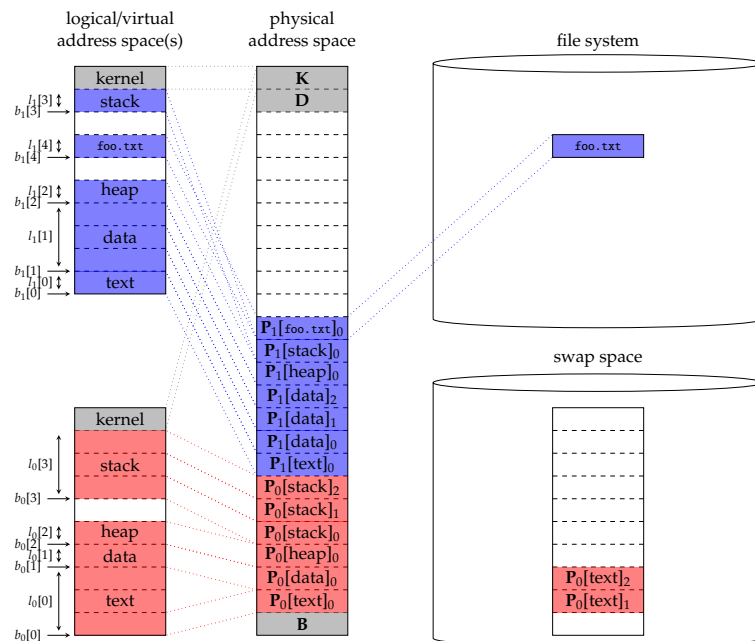 logical/virtual
address space(s)
physical
address space
file system
kernel
stack
foo.txt
heap
data
text
l₁[3]
b₁[3]
l₁[4]
b₁[4]
l₁[2]
b₁[2]
l₁[1]
b₁[1]
l₁[0]
b₁[0]
kernel
stack
heap
data
text
l₀[3]
b₀[3]
l₀[2]
b₀[2]
l₀[1]
b₀[1]
l₀[0]
b₀[0]
K
D
P₁[foo.txt]₀
P₁[stack]₀
P₁[heap]₀
P₁[data]₂
P₁[data]₁
P₁[data]₀
P₁[text]₀
P₀[stack]₂
P₀[stack]₁
P₀[stack]₀
P₀[heap]₀
P₀[data]₀
P₀[text]₀
B
foo.txt
swap space
P₀[text]₂
P₀[text]₁